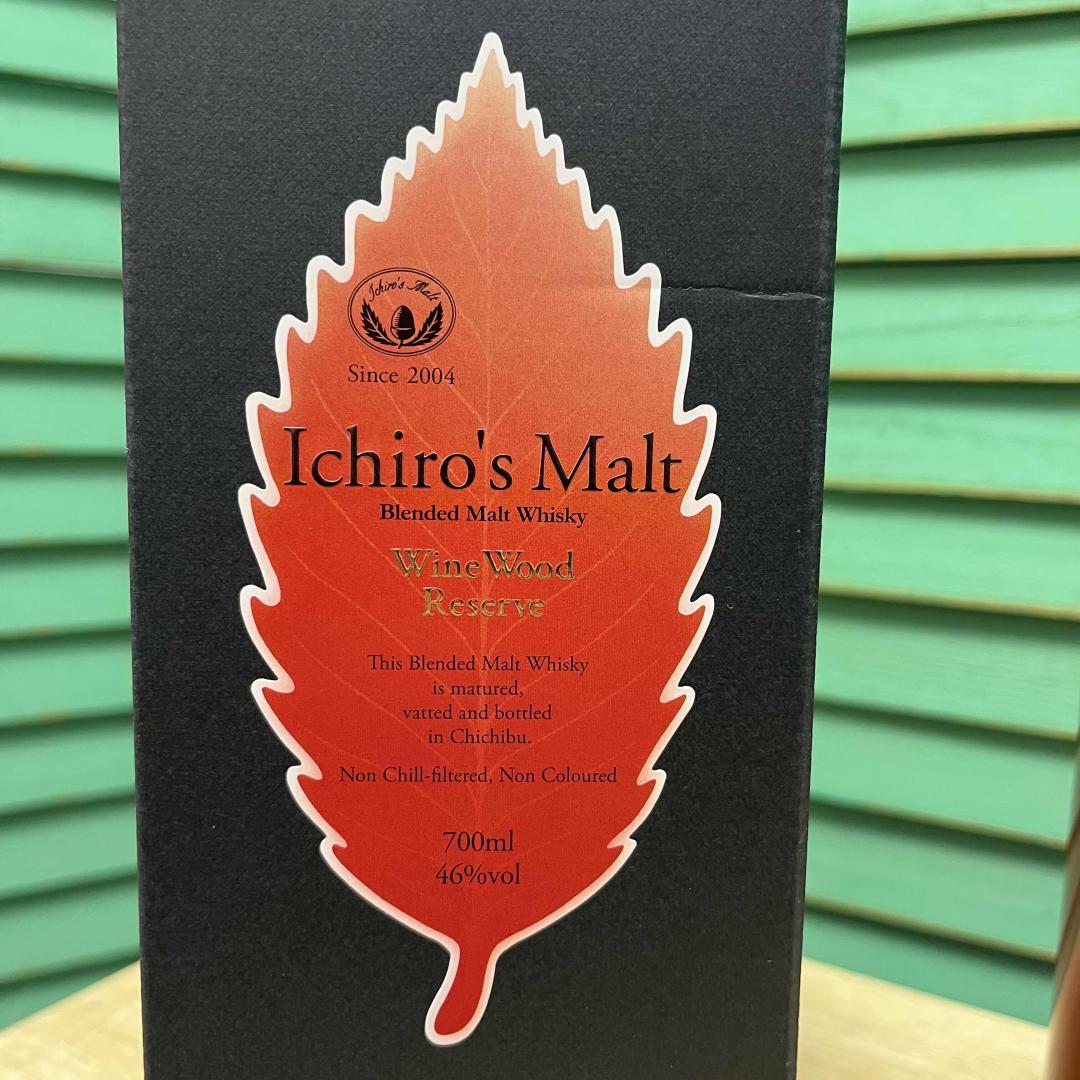 Ichiro's Malt
Since 2004
Ichiro's Malt
Blended Malt Whisky
Wine Wood
Reserve
This Blended Malt Whisky
is matured,
vatted and bottled
in Chichibu.
Non Chill-filtered, Non Coloured
700ml
46%vol